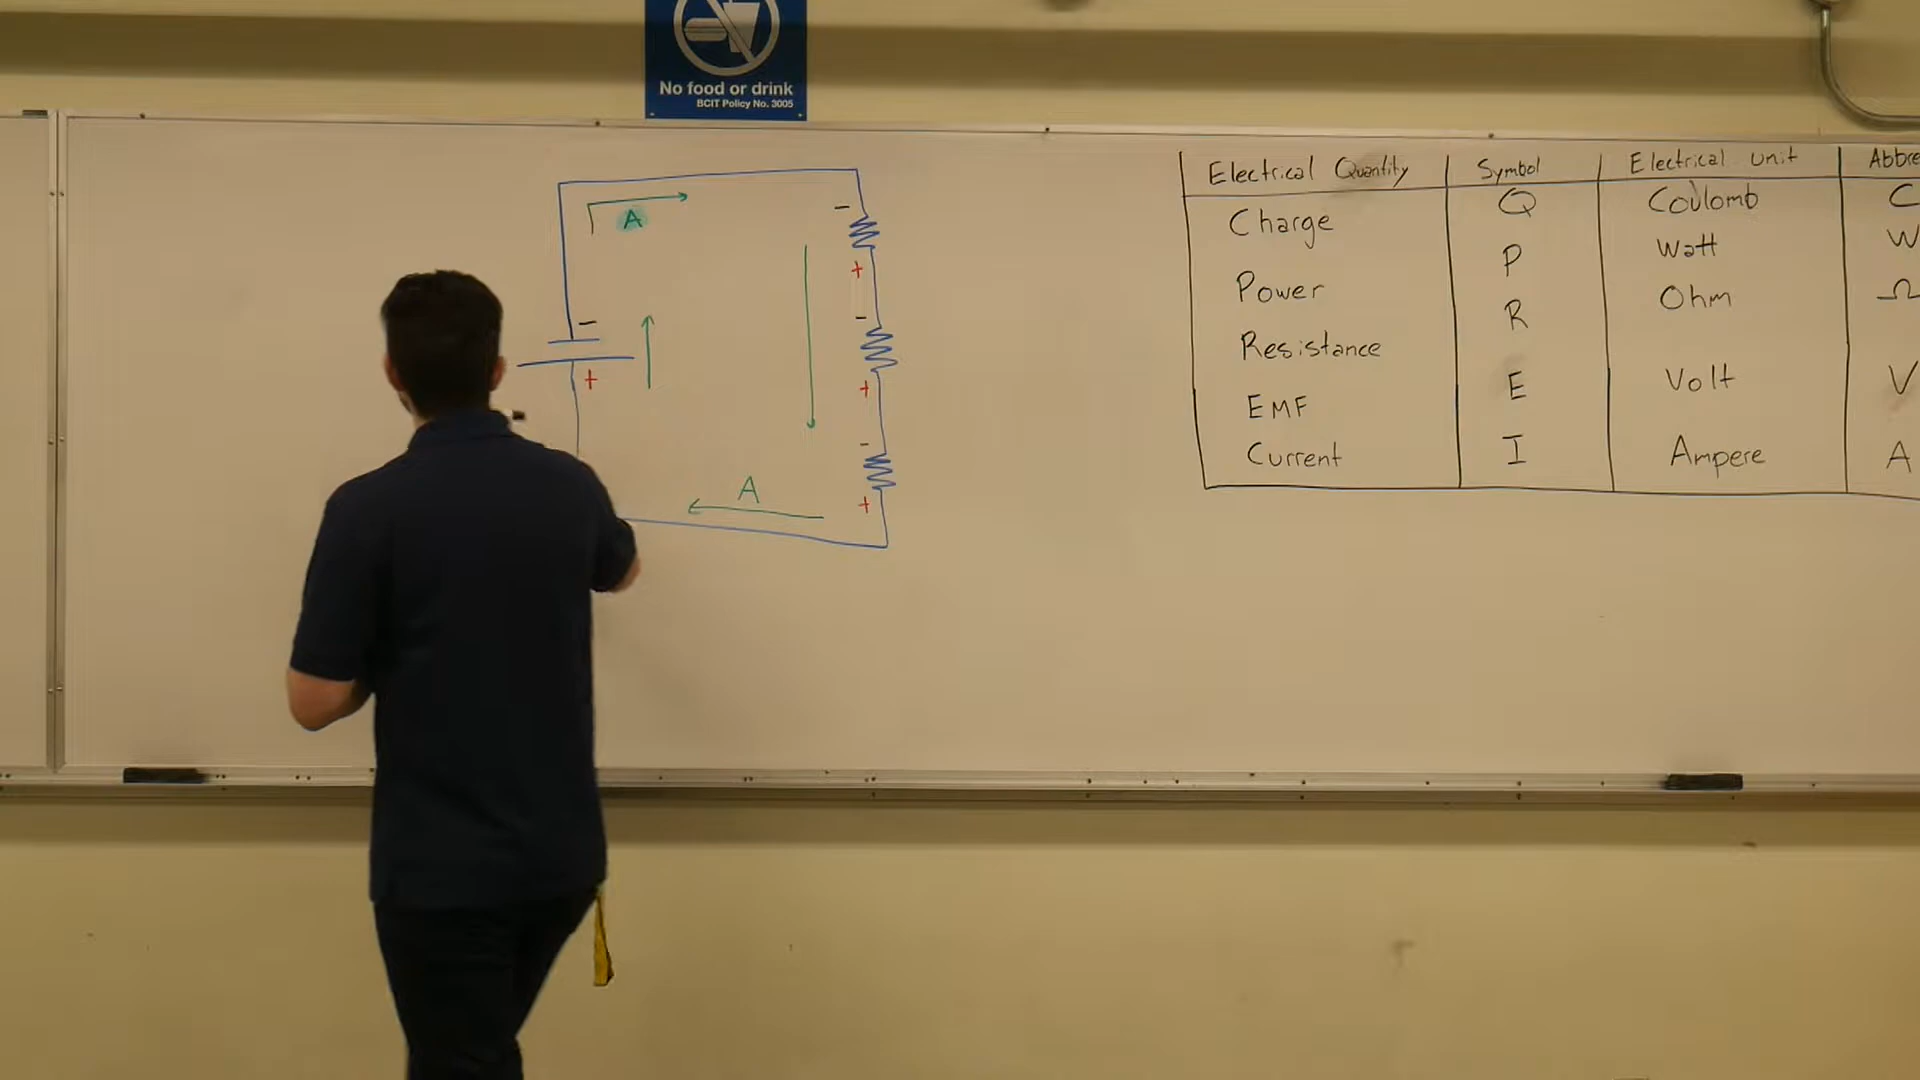 No food or drink
BCIT Policy No. 3005
A
-
+
-
+
-
+
-
+
A
Electrical Quantity Symbol Electrical Unit Abbre
Charge Q Coulomb C
Power P Watt W
Resistance R Ohm Ω
EMF E Volt V
Current I Ampere A